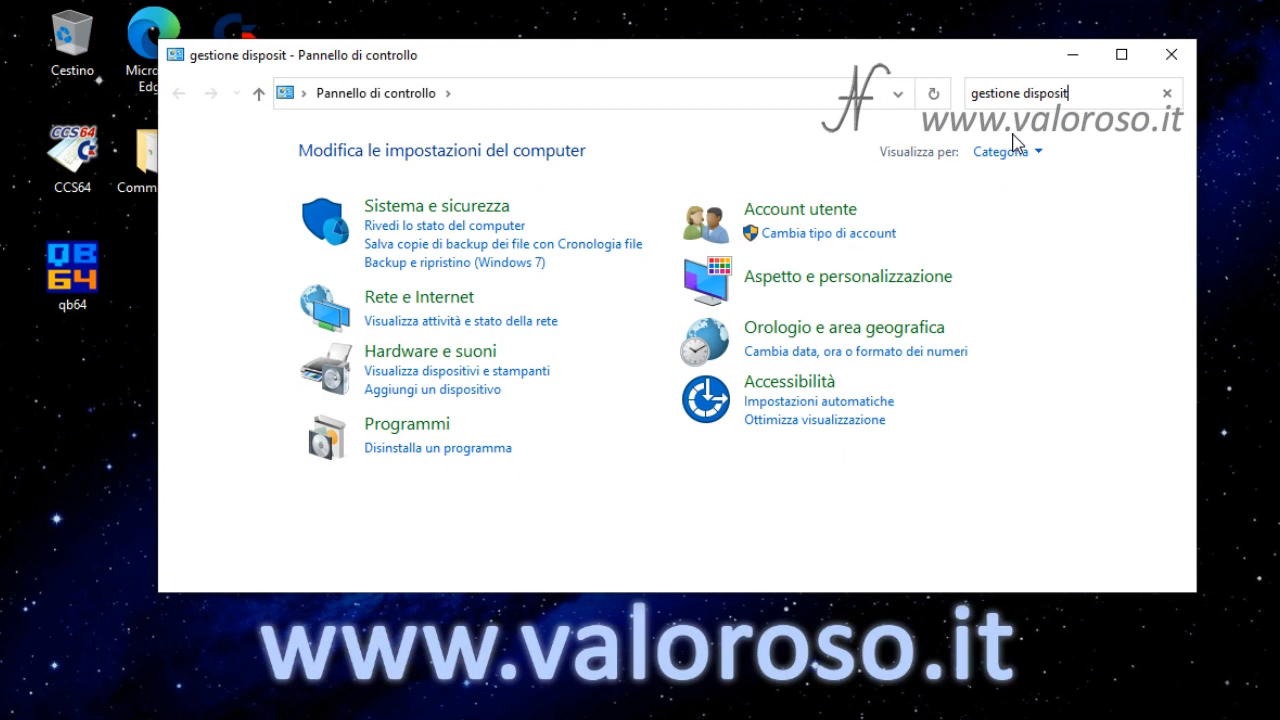 Cestino
Micro
Edg
CCS64
CCS64
Comm
QB
64
qb64
gestione disposit - Pannello di controllo
Pannello di controllo
gestione disposit
www.valoroso.it
Modifica le impostazioni del computer
Visualizza per:
Categoria
Sistema e sicurezza
Rivedi lo stato del computer
Salva copie di backup dei file con Cronologia file
Backup e ripristino (Windows 7)
Rete e Internet
Visualizza attività e stato della rete
Hardware e suoni
Visualizza dispositivi e stampanti
Aggiungi un dispositivo
Programmi
Disinstalla un programma
Account utente
Cambia tipo di account
Aspetto e personalizzazione
Orologio e area geografica
Cambia data, ora o formato dei numeri
Accessibilità
Impostazioni automatiche
Ottimizza visualizzazione
www.valoroso.it